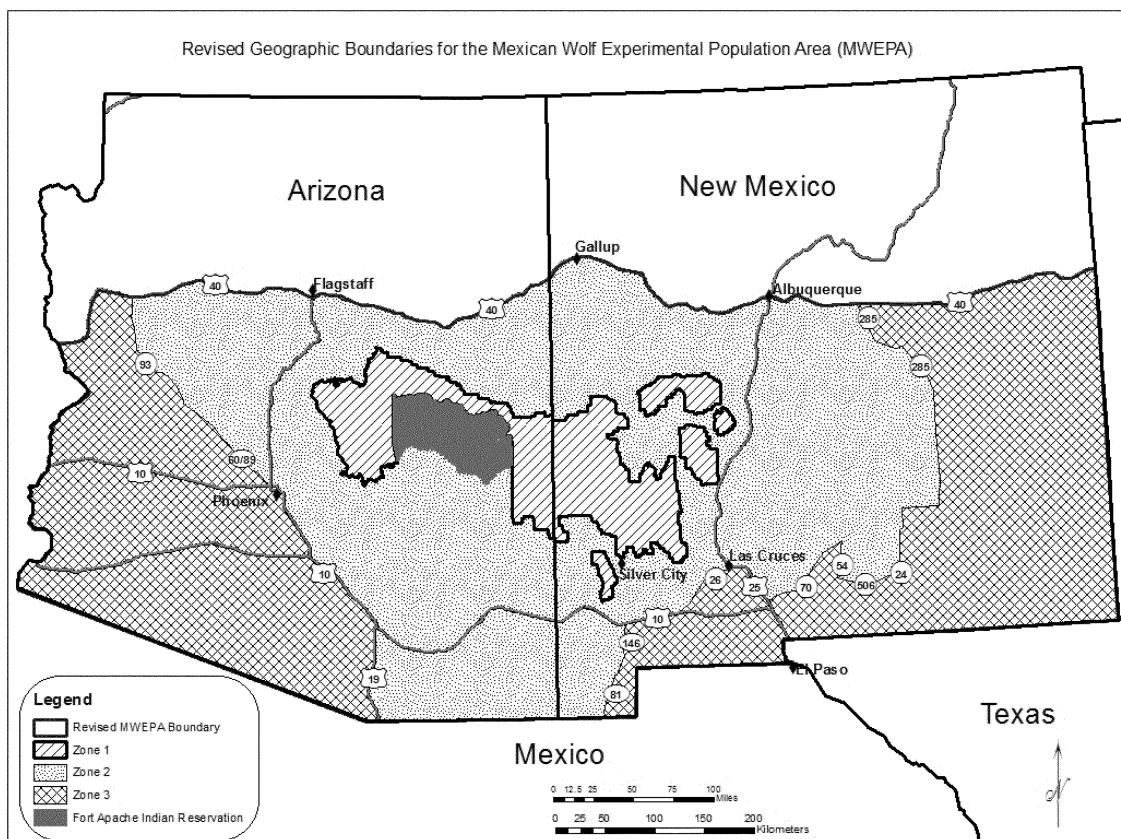 Revised Geographic Boundaries for the Mexican Wolf Experimental Population Area (MWEPA)
Arizona
New Mexico
Gallup
40
Flagstaff
40
Albuquerque
40
285
93
285
60/89
10
Phoenix
10
Las Cruces
54
Silver City
26
25
70
506
24
10
146
19
81
El Paso
Legend
Revised MWEPA Boundary
Zone 1
Zone 2
Zone 3
Fort Apache Indian Reservation
Mexico
Texas
N
0 12.5 25 50 75 100
Miles
0 25 50 100 150 200
Kilometers